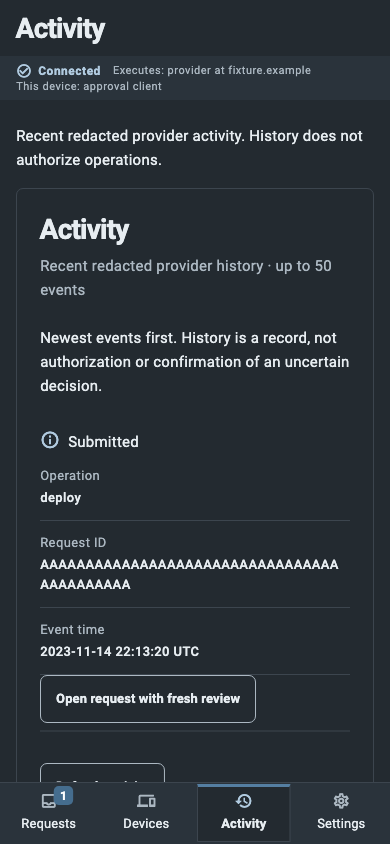 Activity
Connected Executes: provider at fixture.example
This device: approval client
Recent redacted provider activity. History does not
authorize operations.
Activity
Recent redacted provider history · up to 50
events
Newest events first. History is a record, not
authorization or confirmation of an uncertain
decision.
Submitted
Operation
deploy
Request ID
AAAAAAAAAAAAAAAAAAAAAAAAAAAAAAAAA
AAAAAAAAAA
Event time
2023-11-14 22:13:20 UTC
Open request with fresh review
1
Requests Devices Activity Settings